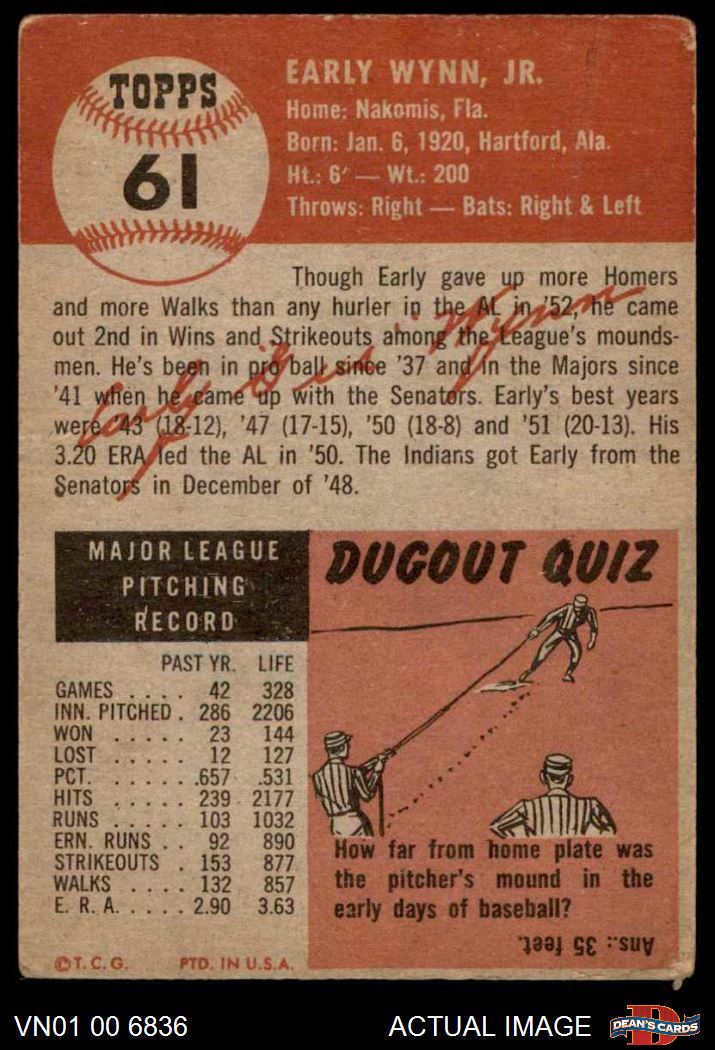 TOPPS
61
EARLY WYNN, JR.
Home: Nakomis, Fla.
Born: Jan. 6, 1920, Hartford, Ala.
Ht.: 6' — Wt.: 200
Throws: Right — Bats: Right & Left
Though Early gave up more Homers
and more Walks than any hurler in the AL in '52, he came
out 2nd in Wins and Strikeouts among the League's mounds-
men. He's been in pro ball since '37 and in the Majors since
'41 when he came up with the Senators. Early's best years
were '43 (18-12), '47 (17-15), '50 (18-8) and '51 (20-13). His
3.20 ERA led the AL in '50. The Indians got Early from the
Senators in December of '48.
Early "Gus" Wynn
MAJOR LEAGUE
PITCHING
RECORD
PAST YR. LIFE
GAMES .... 42 328
INN. PITCHED . 286 2206
WON ..... 23 144
LOST ..... 12 127
PCT. ..... .657 .531
HITS ..... 239 2177
RUNS ..... 103 1032
ERN. RUNS .. 92 890
STRIKEOUTS . 153 877
WALKS .... 132 857
E. R. A. .... 2.90 3.63
DUGOUT QUIZ
How far from home plate was
the pitcher's mound in the
early days of baseball?
Ans.: 35 feet.
© T. C. G. PTD. IN U.S.A.
VN01 00 6836 ACTUAL IMAGE DEAN'S CARDS